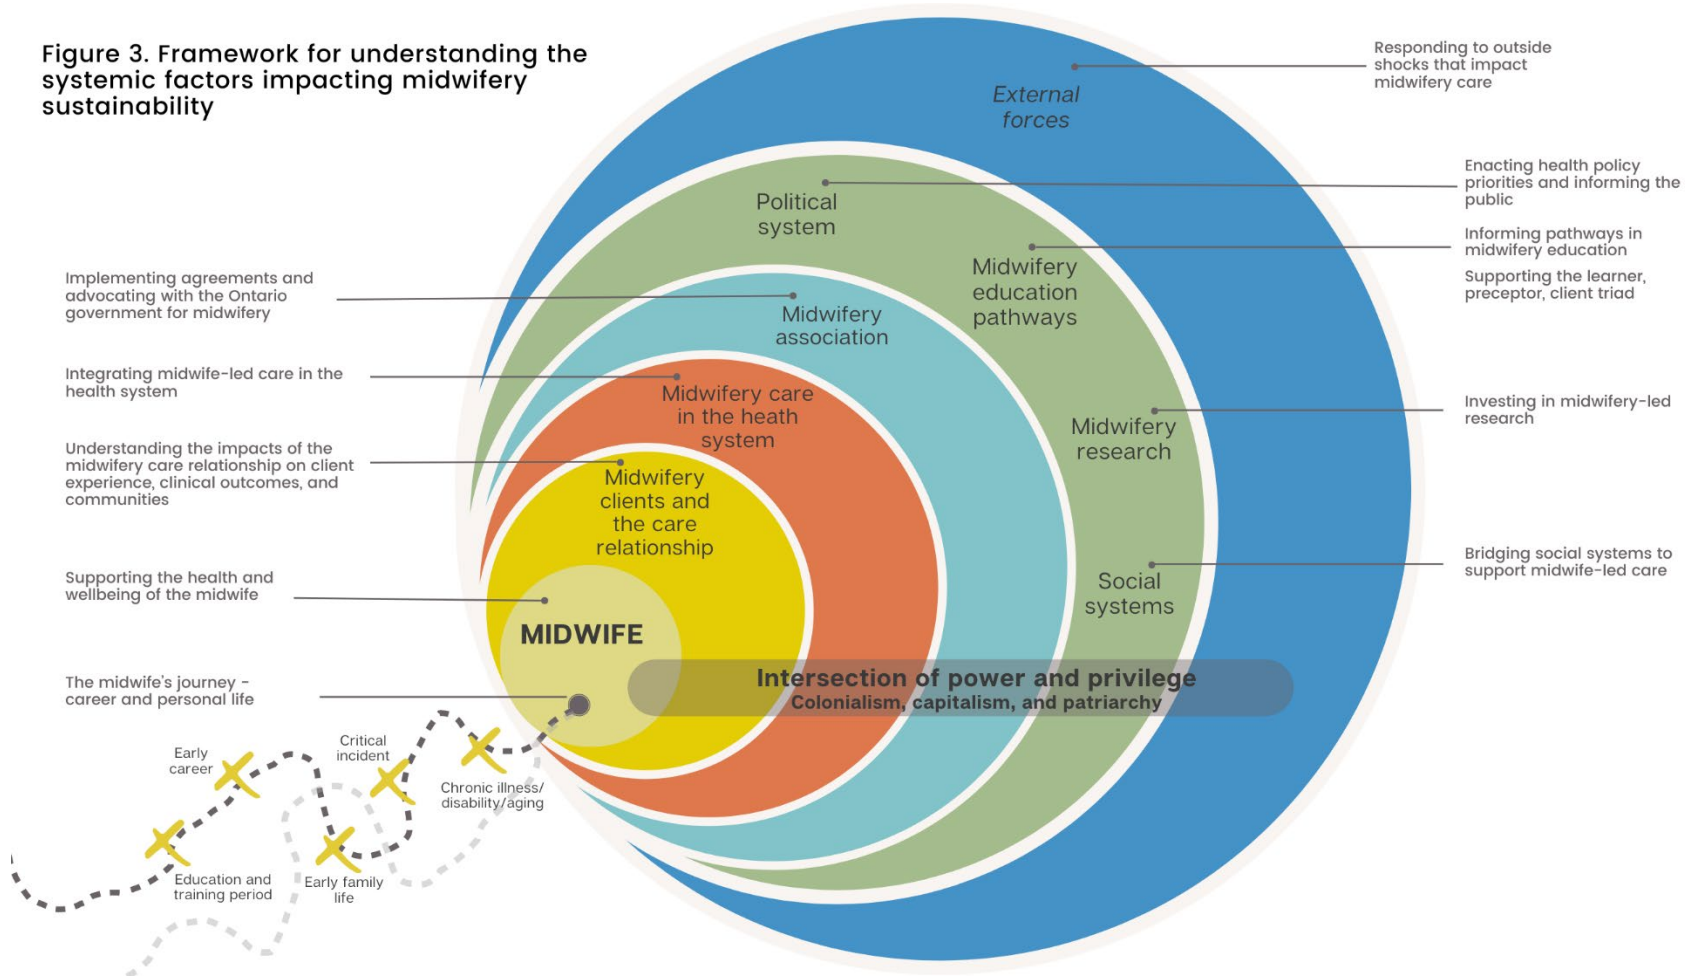 Figure 3. Framework for understanding the
systemic factors impacting midwifery
sustainability
Responding to outside
shocks that impact
midwifery care
External
forces
Enacting health policy
priorities and informing the
public
Political
system
Informing pathways in
midwifery education
Supporting the learner,
preceptor, client triad
Midwifery
education
pathways
Implementing agreements and
advocating with the Ontario
government for midwifery
Midwifery
association
Integrating midwife-led care in the
health system
Midwifery care
in the heath
system
Investing in midwifery-led
research
Midwifery
research
Understanding the impacts of the
midwifery care relationship on client
experience, clinical outcomes, and
communities
Midwifery
clients and
the care
relationship
Bridging social systems to
support midwife-led care
Social
systems
Supporting the health and
wellbeing of the midwife
MIDWIFE
Intersection of power and privilege
Colonialism, capitalism, and patriarchy
The midwife's journey -
career and personal life
Early
career
Critical
incident
Chronic illness/
disability/aging
Education and
training period
Early family
life